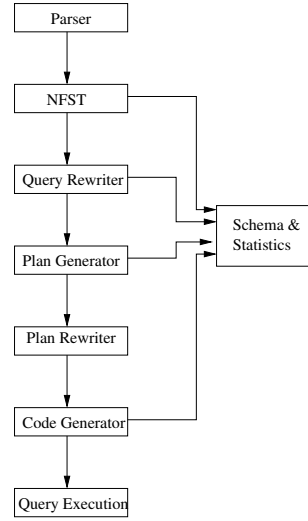 Parser
NFST
Query Rewriter
Schema &
Statistics
Plan Generator
Plan Rewriter
Code Generator
Query Execution